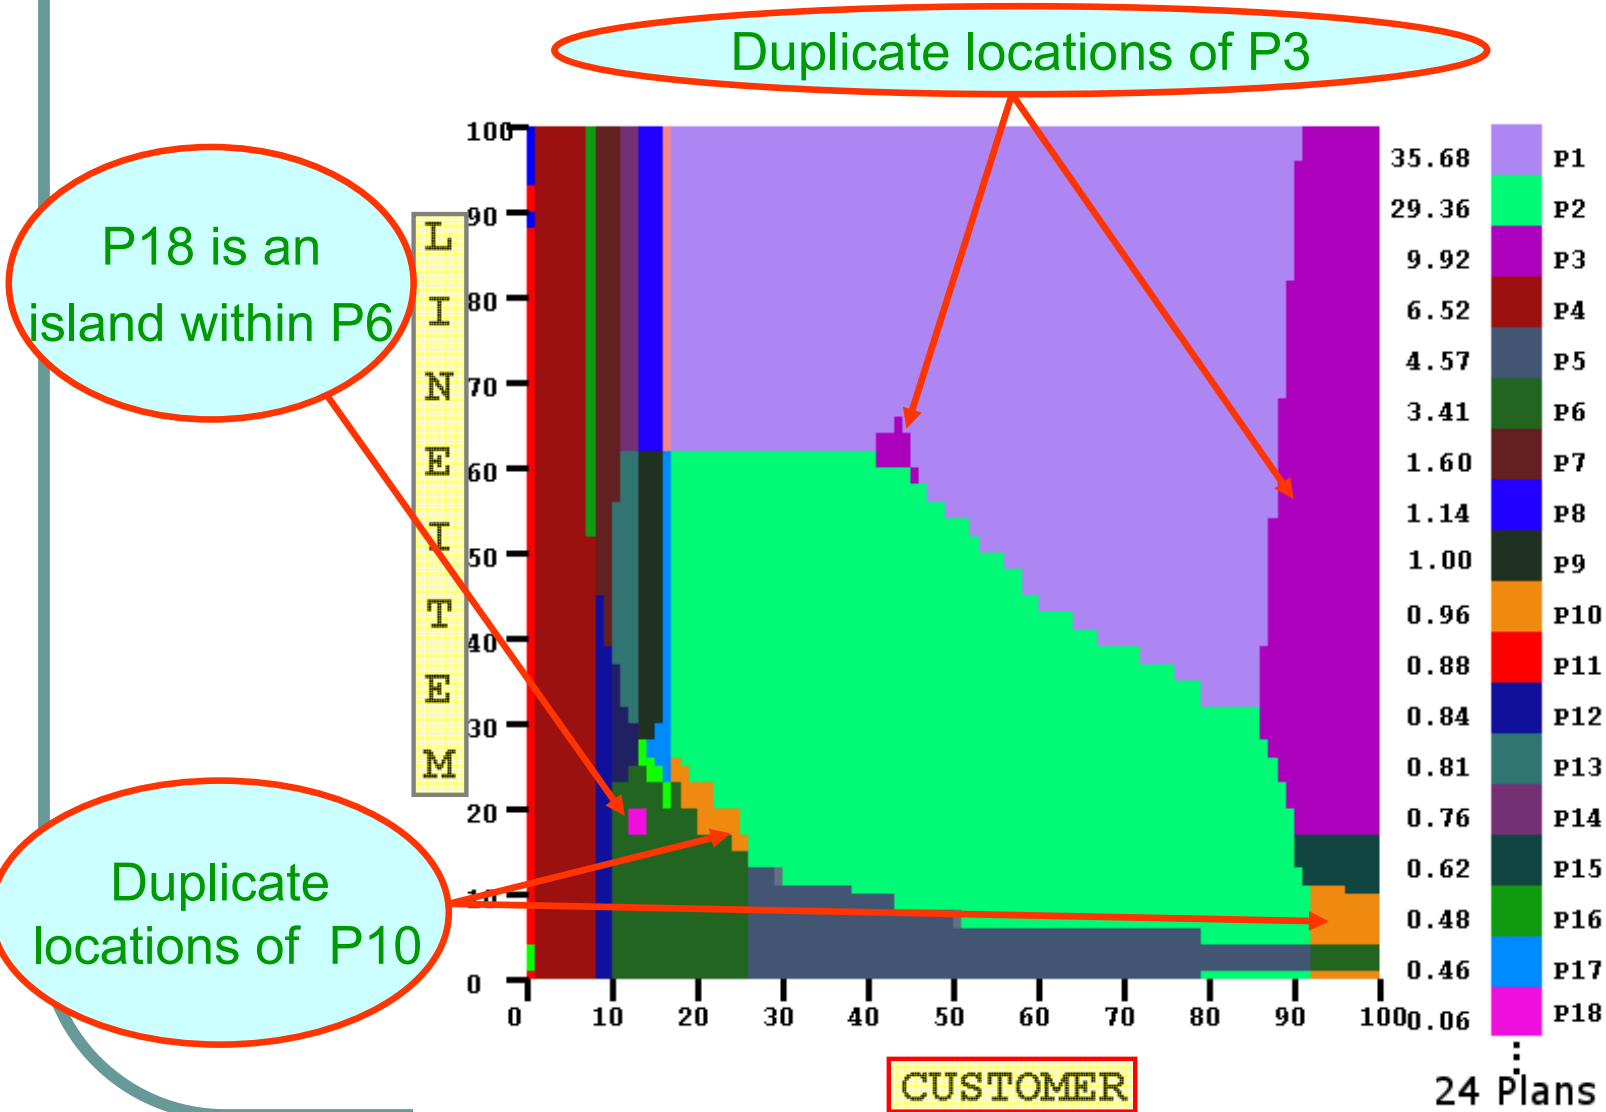 Duplicate locations of P3
P18 is an
island within P6
Duplicate
locations of P10
LINEITEM
100
90
80
70
60
50
40
30
20
10
0
0 10 20 30 40 50 60 70 80 90 100
CUSTOMER
35.68 P1
29.36 P2
9.92 P3
6.52 P4
4.57 P5
3.41 P6
1.60 P7
1.14 P8
1.00 P9
0.96 P10
0.88 P11
0.84 P12
0.81 P13
0.76 P14
0.62 P15
0.48 P16
0.46 P17
0.06 P18
24 Plans